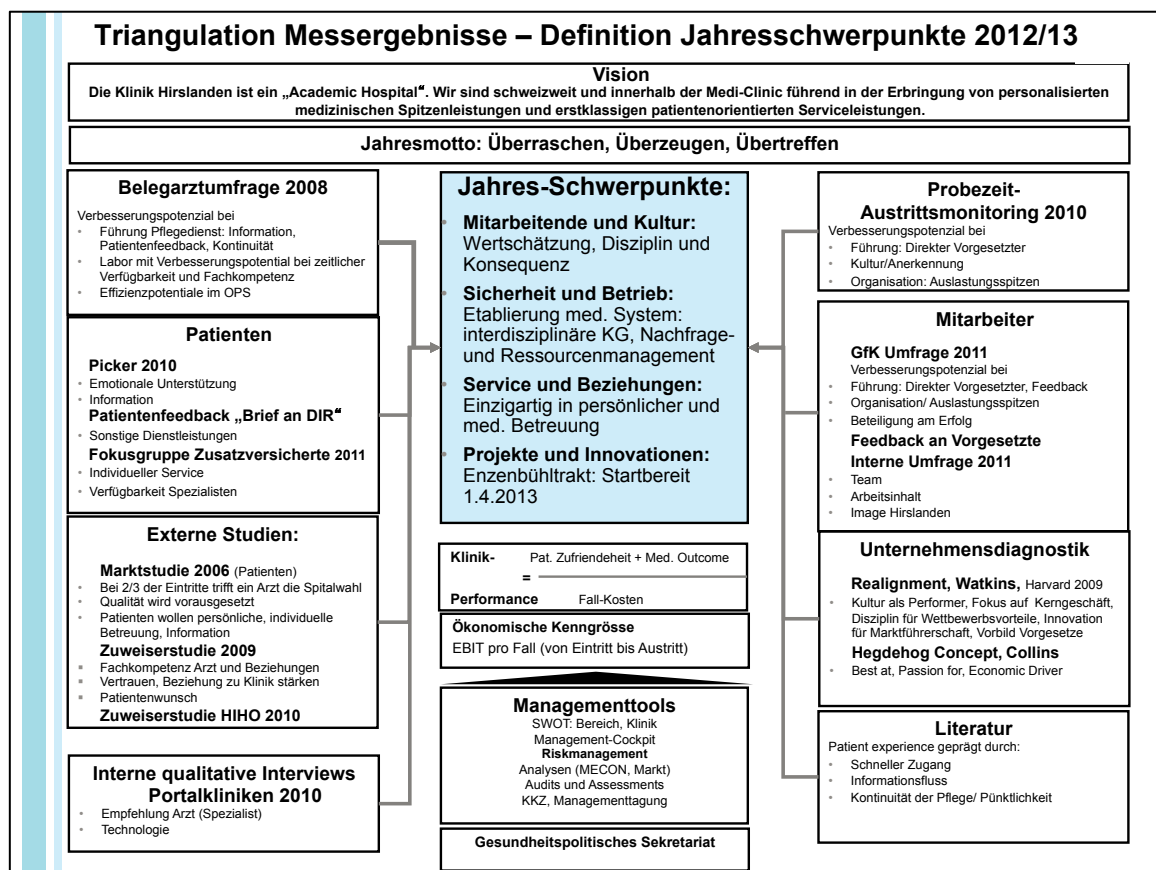 Triangulation Messergebnisse – Definition Jahresschwerpunkte 2012/13
Vision
Die Klinik Hirslanden ist ein „Academic Hospital“. Wir sind schweizweit und innerhalb der Medi-Clinic führend in der Erbringung von personalisierten
medizinischen Spitzenleistungen und erstklassigen patientenorientierten Serviceleistungen.
Jahresmotto: Überraschen, Überzeugen, Übertreffen
Belegarztumfrage 2008
Verbesserungspotenzial bei
• Führung Pflegedienst: Information,
Patientenfeedback, Kontinuität
• Labor mit Verbesserungspotential bei zeitlicher
Verfügbarkeit und Fachkompetenz
• Effizienzpotentiale im OPS
Patienten
Picker 2010
• Emotionale Unterstützung
• Information
Patientenfeedback „Brief an DIR“
• Sonstige Dienstleistungen
Fokusgruppe Zusatzversicherte 2011
• Individueller Service
• Verfügbarkeit Spezialisten
Externe Studien:
Marktstudie 2006 (Patienten)
• Bei 2/3 der Eintritte trifft ein Arzt die Spitalwahl
• Qualität wird vorausgesetzt
• Patienten wollen persönliche, individuelle
Betreuung, Information
Zuweiserstudie 2009
▪ Fachkompetenz Arzt und Beziehungen
▪ Vertrauen, Beziehung zu Klinik stärken
▪ Patientenwunsch
Zuweiserstudie HIHO 2010
Interne qualitative Interviews
Portalkliniken 2010
• Empfehlung Arzt (Spezialist)
• Technologie
Jahres-Schwerpunkte:
• Mitarbeitende und Kultur:
Wertschätzung, Disziplin und
Konsequenz
• Sicherheit und Betrieb:
Etablierung med. System:
interdisziplinäre KG, Nachfrage-
und Ressourcenmanagement
• Service und Beziehungen:
Einzigartig in persönlicher und
med. Betreuung
• Projekte und Innovationen:
Enzenbühltrakt: Startbereit
1.4.2013
Klinik- Pat. Zufriendeheit + Med. Outcome
=
Performance Fall-Kosten
Ökonomische Kenngrösse
EBIT pro Fall (von Eintritt bis Austritt)
Managementtools
SWOT: Bereich, Klinik
Management-Cockpit
Riskmanagement
Analysen (MECON, Markt)
Audits und Assessments
KKZ, Managementtagung
Gesundheitspolitisches Sekretariat
Probezeit-
Austrittsmonitoring 2010
Verbesserungspotenzial bei
• Führung: Direkter Vorgesetzter
• Kultur/Anerkennung
• Organisation: Auslastungsspitzen
Mitarbeiter
GfK Umfrage 2011
Verbesserungspotenzial bei
• Führung: Direkter Vorgesetzter, Feedback
• Organisation/ Auslastungsspitzen
• Beteiligung am Erfolg
Feedback an Vorgesetzte
Interne Umfrage 2011
• Team
• Arbeitsinhalt
• Image Hirslanden
Unternehmensdiagnostik
Realignment, Watkins, Harvard 2009
• Kultur als Performer, Fokus auf Kerngeschäft,
Disziplin für Wettbewerbsvorteile, Innovation
für Marktführerschaft, Vorbild Vorgesetze
Hegdehog Concept, Collins
• Best at, Passion for, Economic Driver
Literatur
Patient experience geprägt durch:
• Schneller Zugang
• Informationsfluss
• Kontinuität der Pflege/ Pünktlichkeit